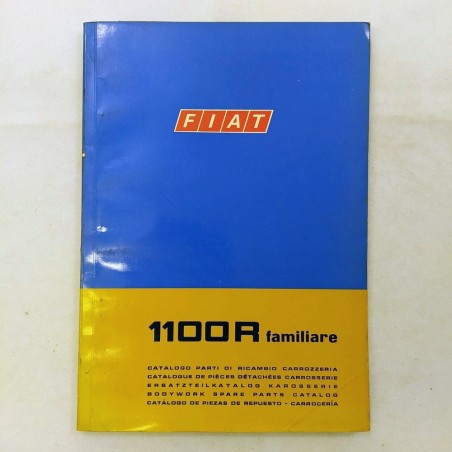 FIAT
1100R familiare
CATALOGO PARTI DI RICAMBIO CARROZZERIA
CATALOGUE DE PIÈCES DÉTACHÉES CARROSSERIE
ERSATZTEILKATALOG KAROSSERIE
BODYWORK SPARE PARTS CATALOG
CATÁLOGO DE PIEZAS DE REPUESTO - CARROCERÍA